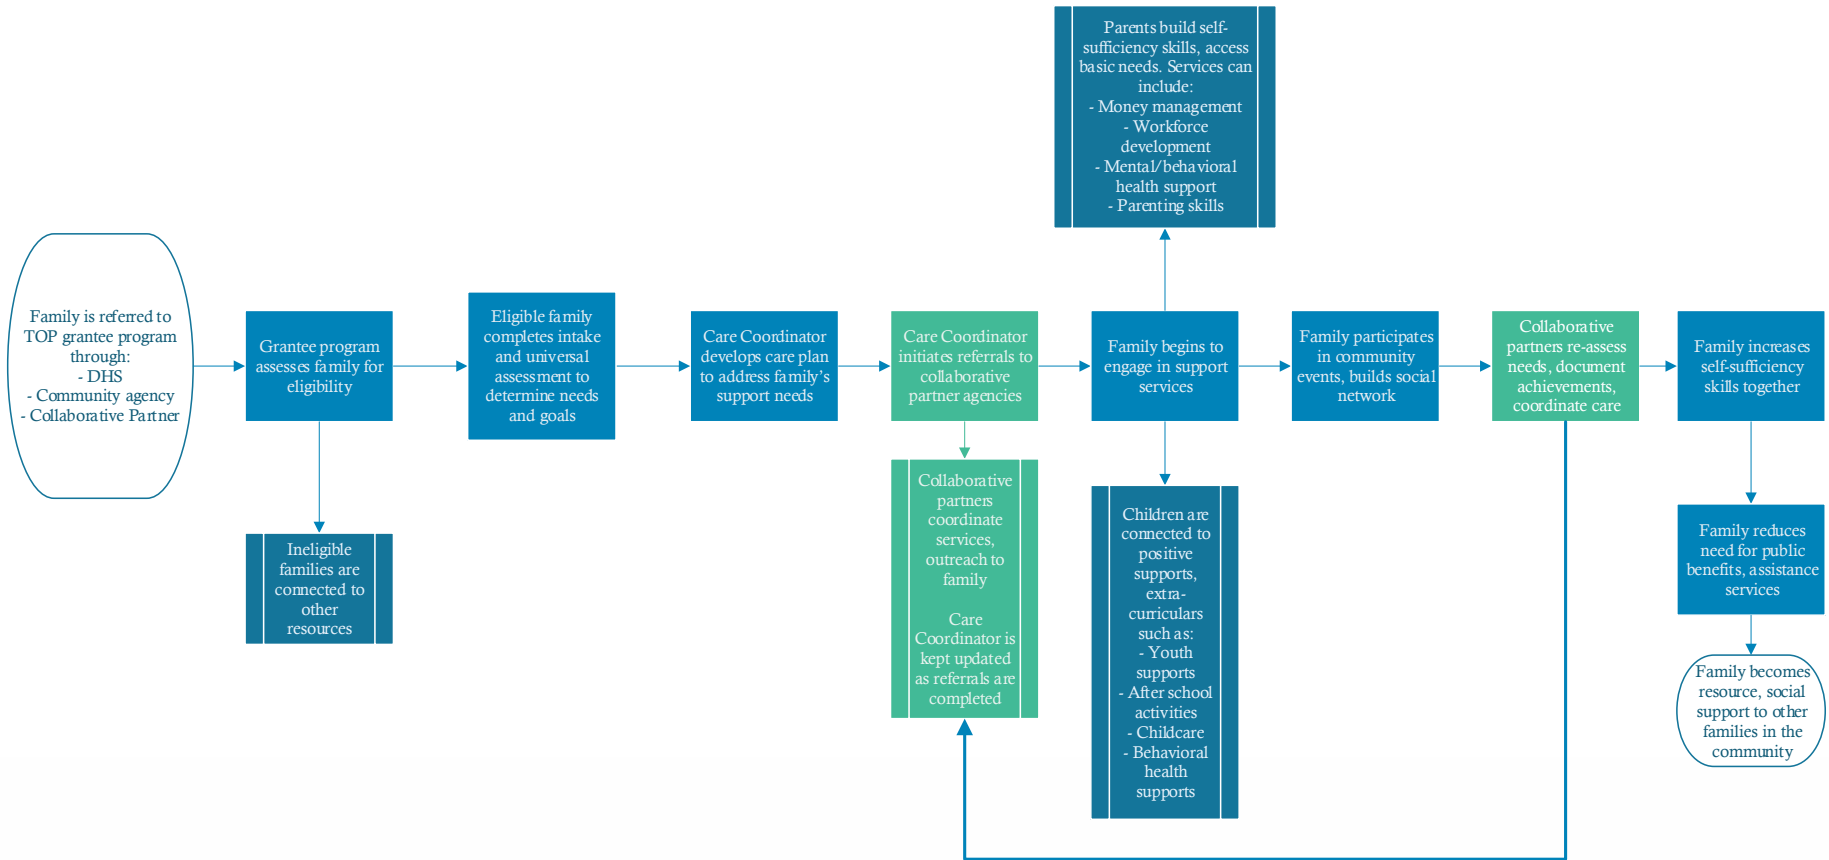 Family is referred to
TOP grantee program
through:
- DHS
- Community agency
- Collaborative Partner
Grantee program
assesses family for
eligibility
Ineligible
families are
connected to
other
resources
Eligible family
completes intake
and universal
assessment to
determine needs
and goals
Care Coordinator
develops care plan
to address family’s
support needs
Care Coordinator
initiates referrals to
collaborative
partner agencies
Collaborative
partners
coordinate
services,
outreach to
family
Care
Coordinator is
kept updated
as referrals are
completed
Family begins to
engage in support
services
Parents build self-
sufficiency skills, access
basic needs. Services can
include:
- Money management
- Workforce
development
- Mental/behavioral
health support
- Parenting skills
Children are
connected to
positive
supports,
extra-
curriculars
such as:
- Youth
supports
- After school
activities
- Childcare
- Behavioral
health
supports
Family participates
in community
events, builds social
network
Collaborative
partners re-assess
needs, document
achievements,
coordinate care
Family increases
self-sufficiency
skills together
Family reduces
need for public
benefits, assistance
services
Family becomes
resource, social
support to other
families in the
community